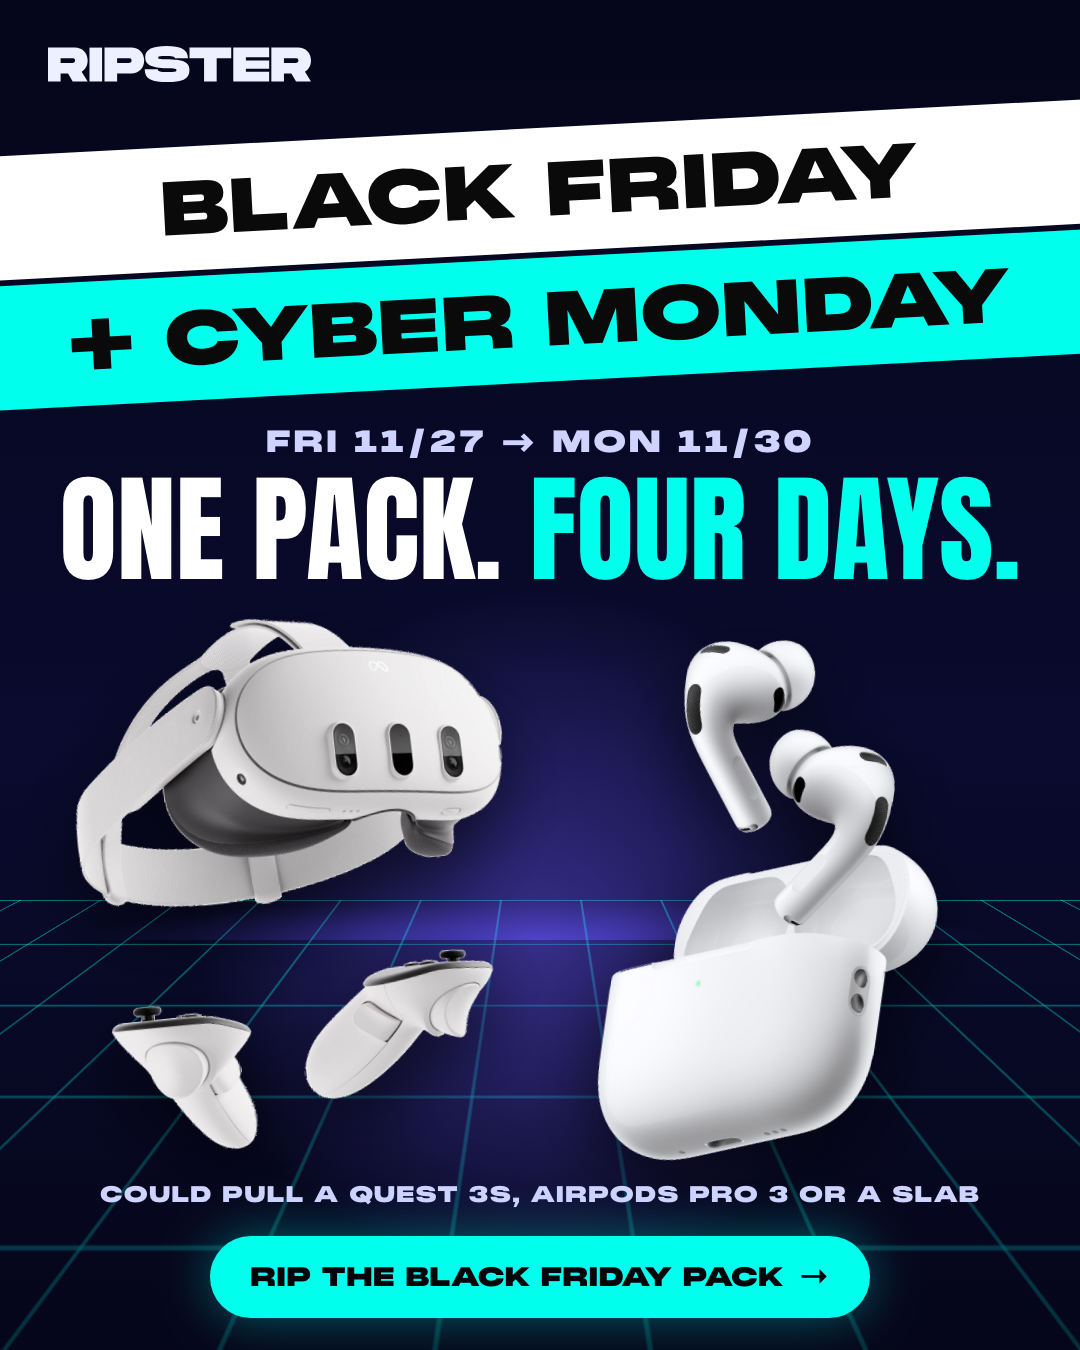 RIPSTER
BLACK FRIDAY
+ CYBER MONDAY
FRI 11/27 → MON 11/30
ONE PACK. FOUR DAYS.
COULD PULL A QUEST 3S, AIRPODS PRO 3 OR A SLAB
RIP THE BLACK FRIDAY PACK →